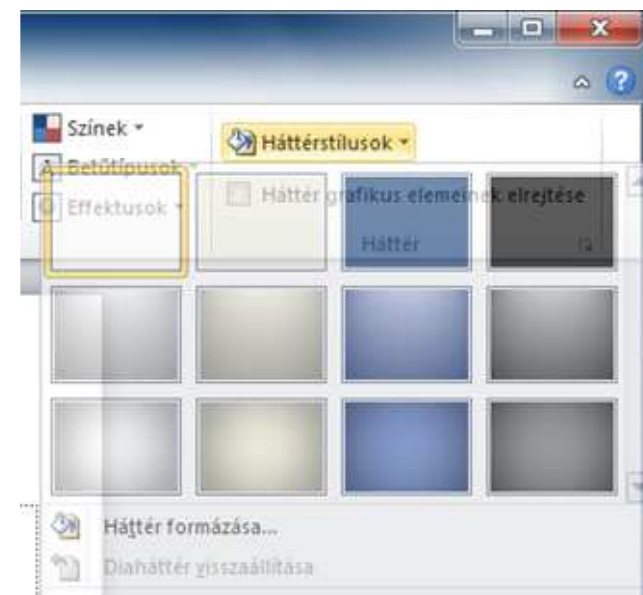 Színek
Háttérstílusok
Betűtípusok
Háttér grafikus elemeinek elrejtése
Effektusok
Háttér
Háttér formázása...
Diaháttér visszaállítása